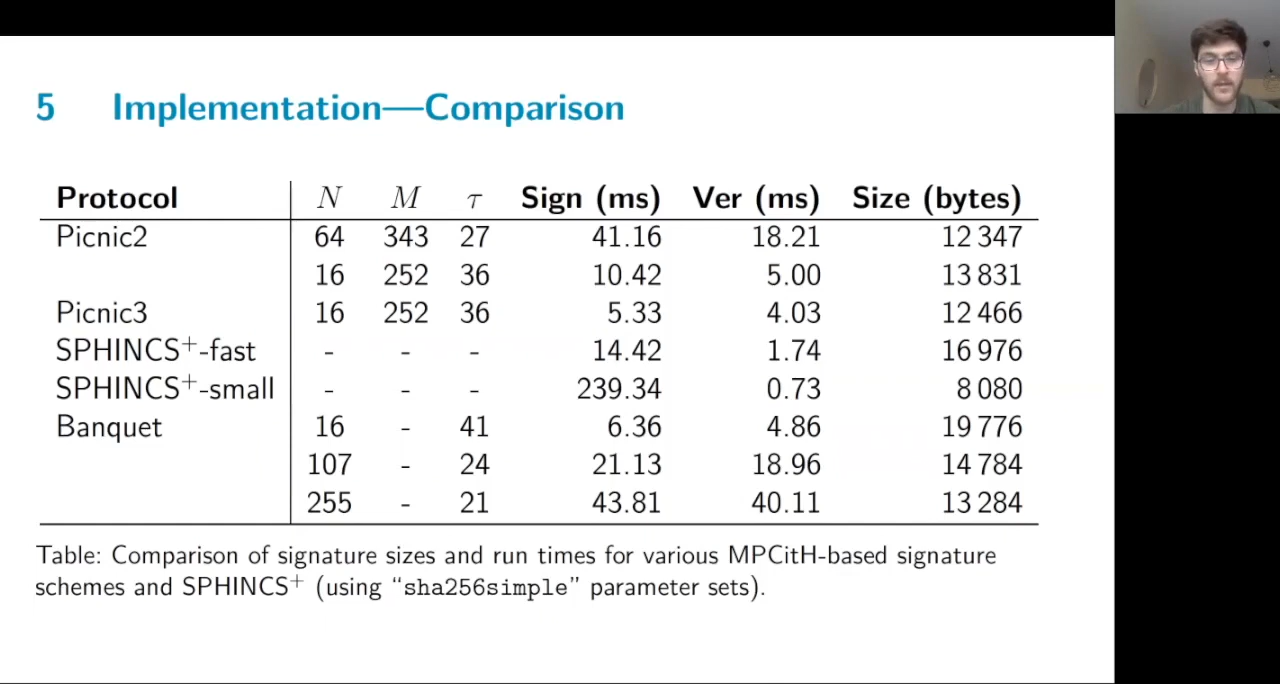 5 Implementation—Comparison
Protocol N M τ Sign (ms) Ver (ms) Size (bytes)
Picnic2 64 343 27 41.16 18.21 12 347
16 252 36 10.42 5.00 13 831
Picnic3 16 252 36 5.33 4.03 12 466
SPHINCS⁺-fast - - - 14.42 1.74 16 976
SPHINCS⁺-small - - - 239.34 0.73 8 080
Banquet 16 - 41 6.36 4.86 19 776
107 - 24 21.13 18.96 14 784
255 - 21 43.81 40.11 13 284
Table: Comparison of signature sizes and run times for various MPCitH-based signature
schemes and SPHINCS⁺ (using “sha256simple” parameter sets).